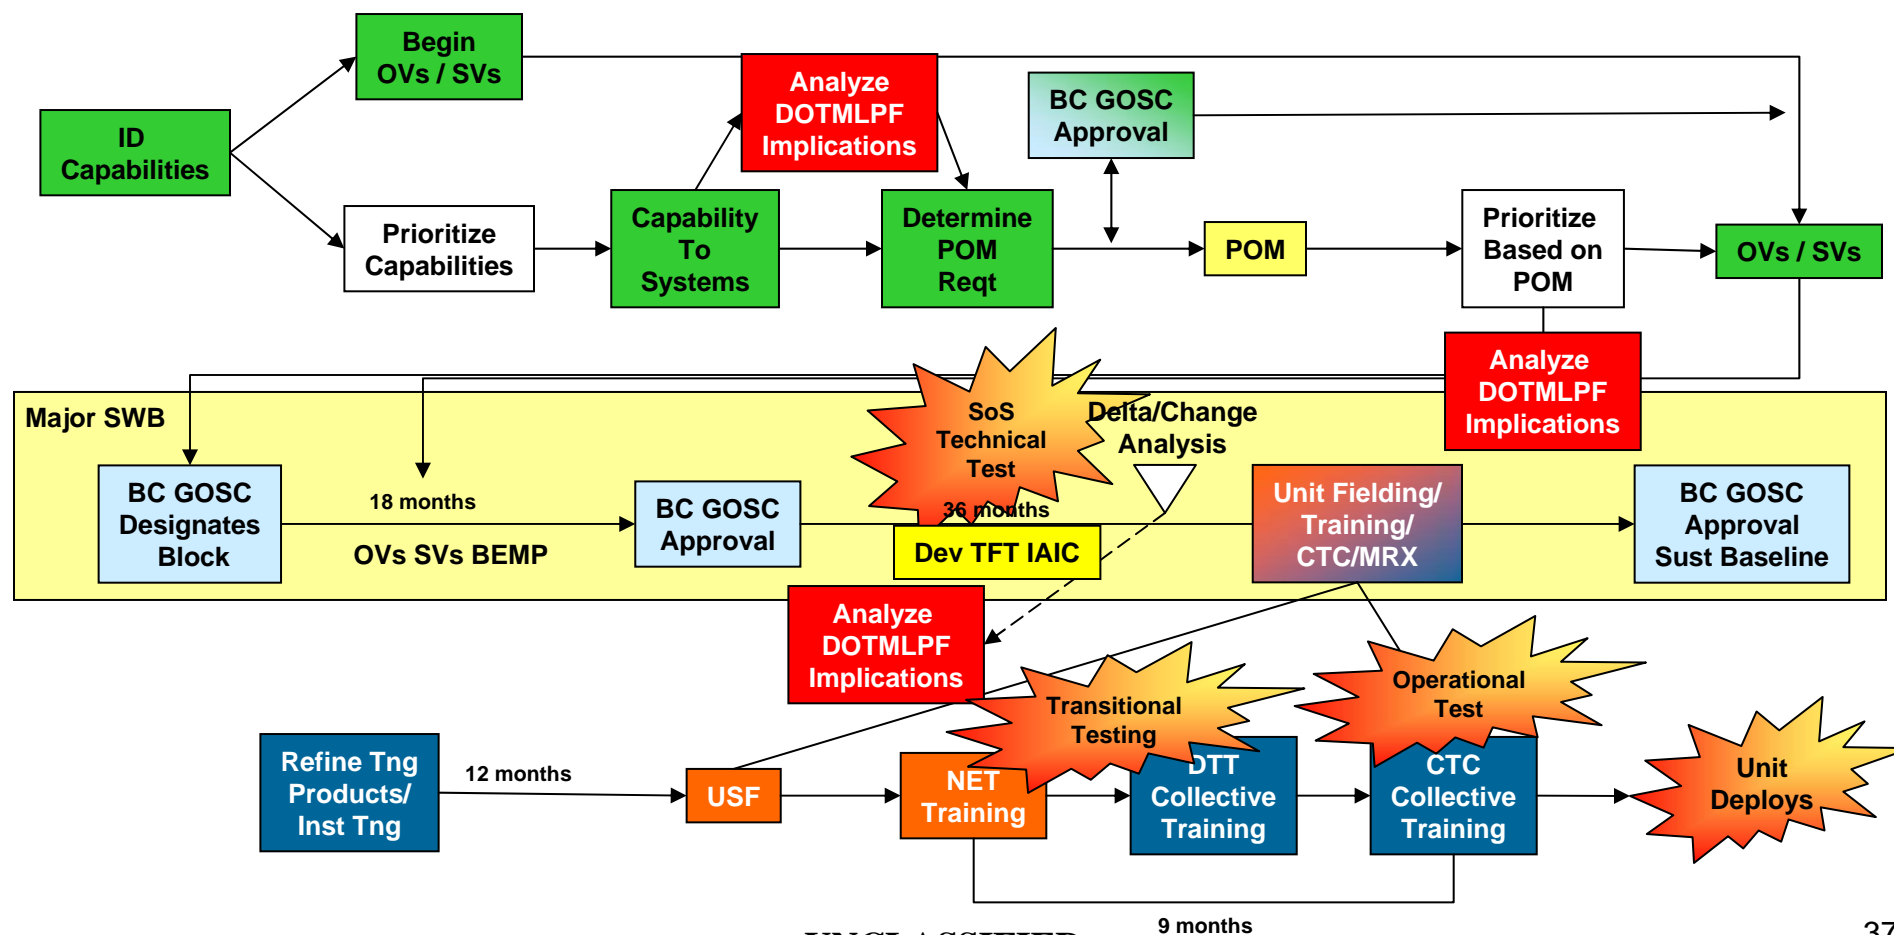 Begin
OVs / SVs
Analyze
DOTMLPF
Implications
BC GOSC
Approval
ID
Capabilities
Prioritize
Capabilities
Capability
To
Systems
Determine
POM
Reqt
POM
Prioritize
Based on
POM
OVs / SVs
Analyze
DOTMLPF
Implications
Major SWB
SoS
Technical
Test
Delta/Change
Analysis
BC GOSC
Designates
Block
18 months
OVs SVs BEMP
BC GOSC
Approval
36 months
Dev TFT IAIC
Unit Fielding/
Training/
CTC/MRX
BC GOSC
Approval
Sust Baseline
Analyze
DOTMLPF
Implications
Transitional
Testing
Operational
Test
Refine Tng
Products/
Inst Tng
12 months
USF
NET
Training
DTT
Collective
Training
CTC
Collective
Training
Unit
Deploys
9 months
UNCLASSIFIED
37